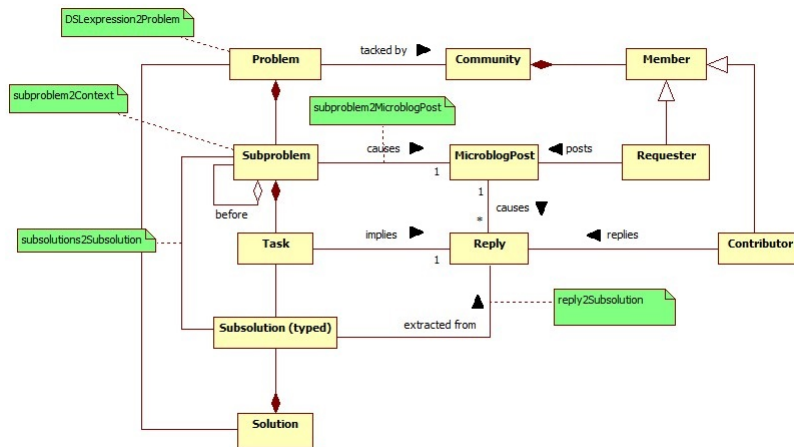 DSLexpression2Problem
tacked by
Problem
Community
Member
subproblem2Context
subproblem2MicroblogPost
Subproblem
causes
1
MicroblogPost
posts
Requester
before
1
causes
*
subsolutions2Subsolution
Task
implies
1
Reply
replies
Contributor
reply2Subsolution
Subsolution (typed)
extracted from
Solution